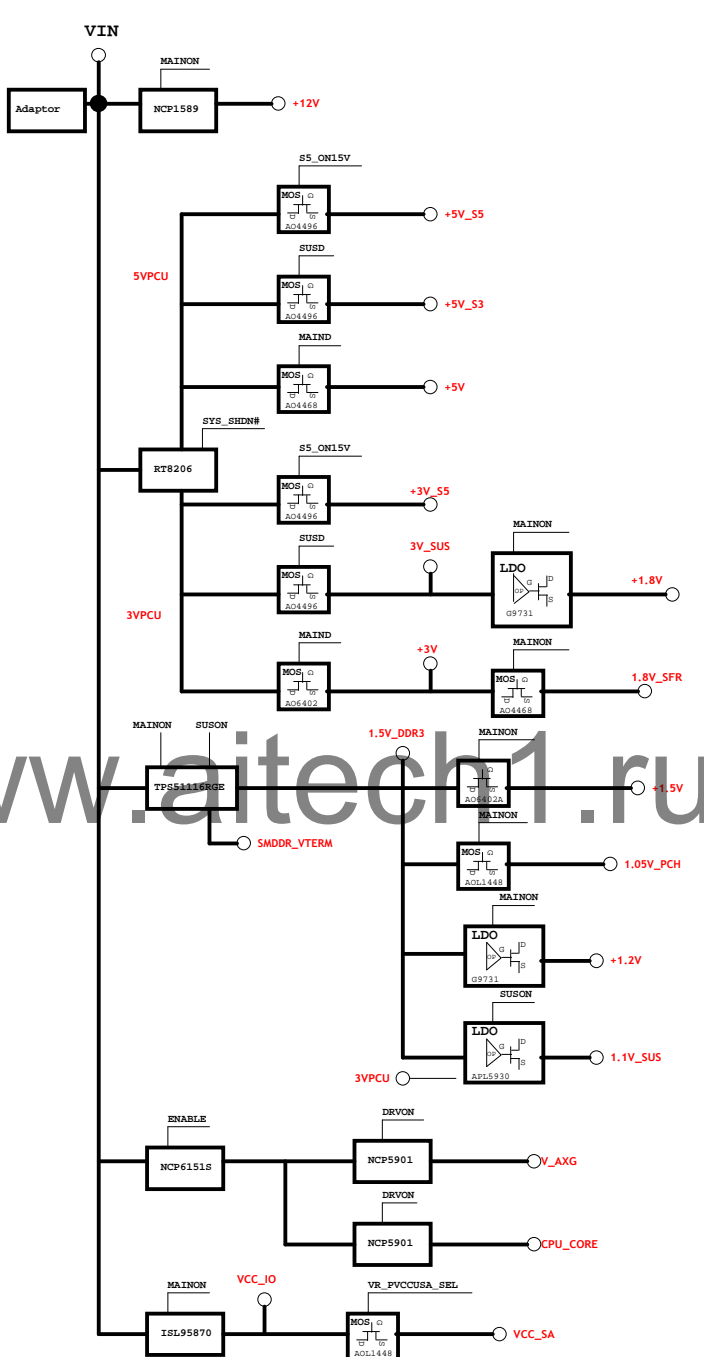 VIN
MAINON
Adaptor
NCP1589
+12V
S5_ON15V
MOS
G
D
S
AO4496
+5V_S5
SUSD
5VPCU
MOS
G
D
S
AO4496
+5V_S3
MAIND
MOS
G
D
S
AO4468
+5V
SYS_SHDN#
RT8206
S5_ON15V
MOS
G
D
S
AO4496
+3V_S5
SUSD
3V_SUS
MAINON
MOS
G
D
S
AO4496
LDO
G
D
OP
S
G9731
+1.8V
3VPCU
MAIND
+3V
MAINON
MOS
G
D
S
AO6402
MOS
G
D
S
AO4468
1.8V_SFR
MAINON
SUSON
1.5V_DDR3
MAINON
TPS51116RGE
G
D
S
AO6402A
+1.5V
www.aitech1.ru
SMDDR_VTERM
MAINON
MOS
G
D
S
AOL1448
1.05V_PCH
MAINON
LDO
G
D
OP
S
G9731
+1.2V
SUSON
LDO
G
D
OP
S
APL5930
1.1V_SUS
3VPCU
ENABLE
DRVON
NCP6151S
NCP5901
V_AXG
DRVON
NCP5901
CPU_CORE
MAINON
VCC_IO
VR_PVCCUSA_SEL
ISL95870
MOS
G
D
S
AOL1448
VCC_SA